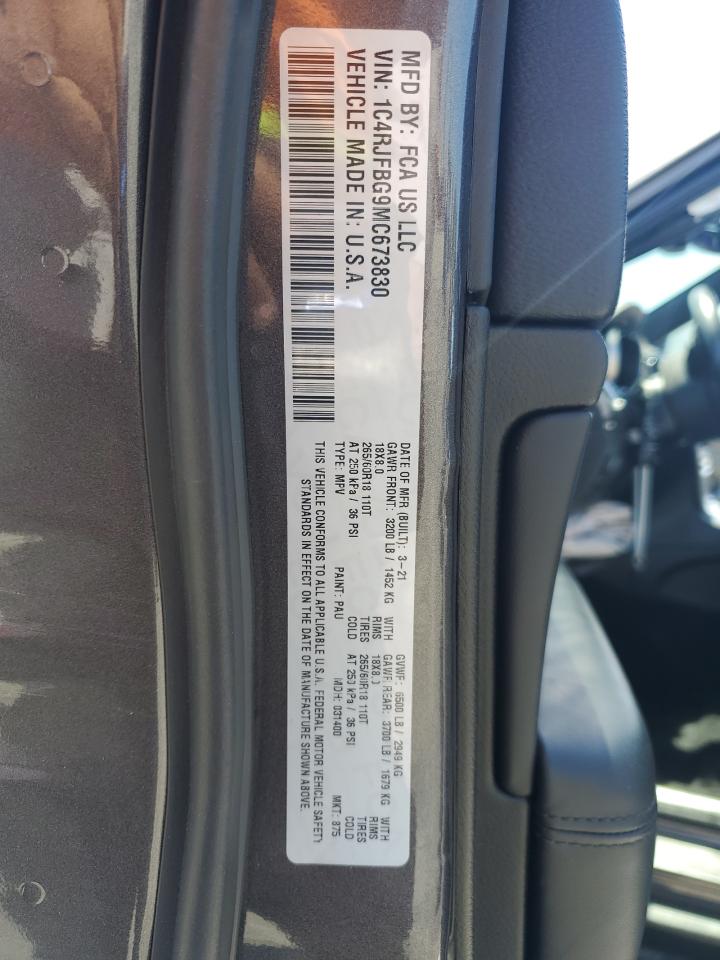 MFD BY: FCA US LLC
VIN: 1C4RJFBG9MC673830
VEHICLE MADE IN: U.S.A.
DATE OF MFR (BUILT): 3-21 GVWR: 6500 LB / 2949 KG
GAWR FRONT: 3200 LB / 1452 KG WITH GAWR REAR: 3700 LB / 1679 KG WITH
18X8.0 RIMS 18X8.0 RIMS
265/60R18 110T TIRES 265/60R18 110T TIRES
AT 250 kPa / 36 PSI COLD AT 250 kPa / 36 PSI COLD
TYPE: MPV PAINT: PAU MDH: 031400 MKT: 875
THIS VEHICLE CONFORMS TO ALL APPLICABLE U.S.A. FEDERAL MOTOR VEHICLE SAFETY
STANDARDS IN EFFECT ON THE DATE OF MANUFACTURE SHOWN ABOVE.